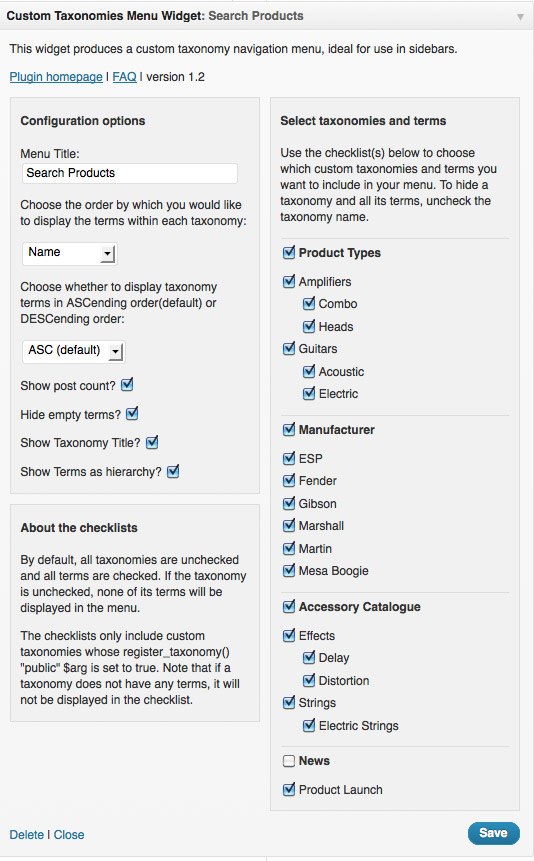 Custom Taxonomies Menu Widget: Search Products
This widget produces a custom taxonomy navigation menu, ideal for use in sidebars.
Plugin homepage | FAQ | version 1.2
Configuration options
Menu Title:
Search Products
Choose the order by which you would like
to display the terms within each taxonomy:
Name
Choose whether to display taxonomy
terms in ASCending order(default) or
DESCending order:
ASC (default)
Show post count?
Hide empty terms?
Show Taxonomy Title?
Show Terms as hierarchy?
About the checklists
By default, all taxonomies are unchecked
and all terms are checked. If the taxonomy
is unchecked, none of its terms will be
displayed in the menu.
The checklists only include custom
taxonomies whose register_taxonomy()
"public" $arg is set to true. Note that if a
taxonomy does not have any terms, it will
not be displayed in the checklist.
Select taxonomies and terms
Use the checklist(s) below to choose
which custom taxonomies and terms you
want to include in your menu. To hide a
taxonomy and all its terms, uncheck the
taxonomy name.
Product Types
Amplifiers
Combo
Heads
Guitars
Acoustic
Electric
Manufacturer
ESP
Fender
Gibson
Marshall
Martin
Mesa Boogie
Accessory Catalogue
Effects
Delay
Distortion
Strings
Electric Strings
News
Product Launch
Delete | Close
Save